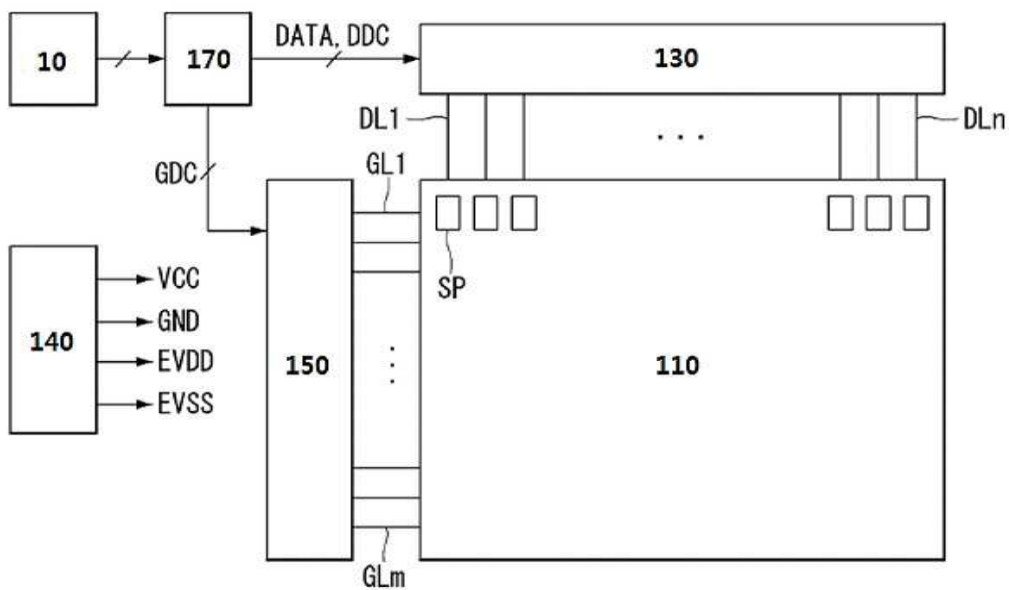 10
170
DATA, DDC
130
DL1
DLn
GDC
GL1
SP
140
VCC
GND
EVDD
EVSS
150
110
GLm